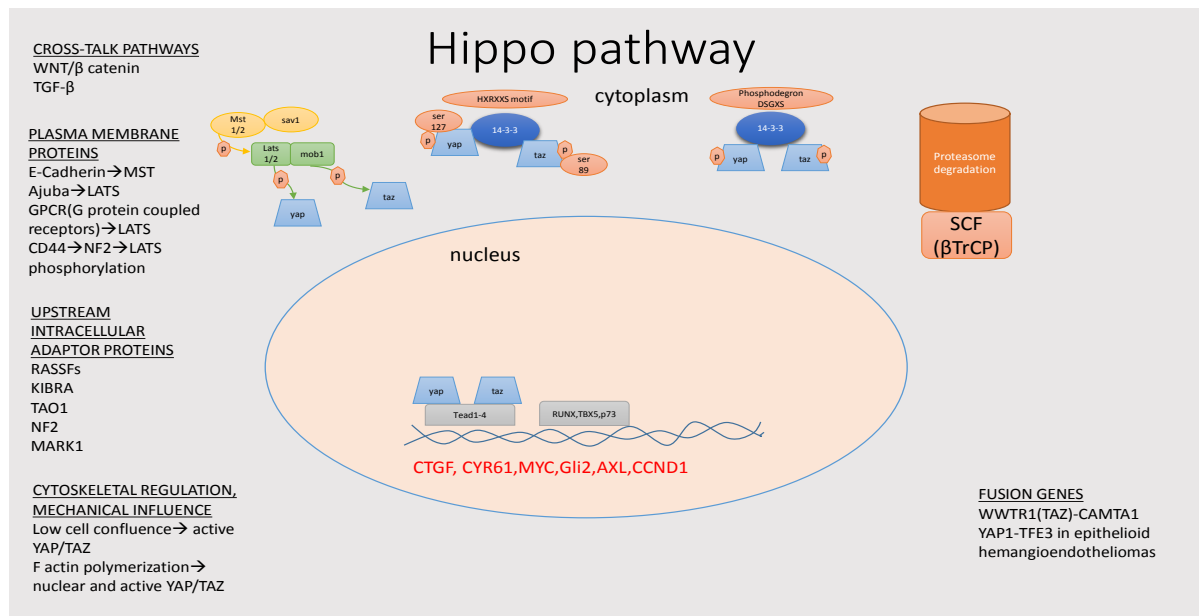 Hippo pathway
CROSS-TALK PATHWAYS
WNT/β catenin
TGF-β
PLASMA MEMBRANE
PROTEINS
E-Cadherin→MST
Ajuba→LATS
GPCR(G protein coupled
receptors)→LATS
CD44→NF2→LATS
phosphorylation
UPSTREAM
INTRACELLULAR
ADAPTOR PROTEINS
RASSFs
KIBRA
TAO1
NF2
MARK1
CYTOSKELETAL REGULATION,
MECHANICAL INFLUENCE
Low cell confluence→ active
YAP/TAZ
F actin polymerization→
nuclear and active YAP/TAZ
Mst
1/2
sav1
p
Lats
1/2
mob1
p
p
yap
taz
HXRXXS motif
cytoplasm
ser
127
14-3-3
p
yap
taz
p
ser
89
Phosphodegron
DSGXS
14-3-3
p
yap
taz
p
Proteasome
degradation
SCF
(βTrCP)
nucleus
yap
taz
Tead1-4
RUNX,TBX5,p73
CTGF, CYR61,MYC,Gli2,AXL,CCND1
FUSION GENES
WWTR1(TAZ)-CAMTA1
YAP1-TFE3 in epithelioid
hemangioendotheliomas